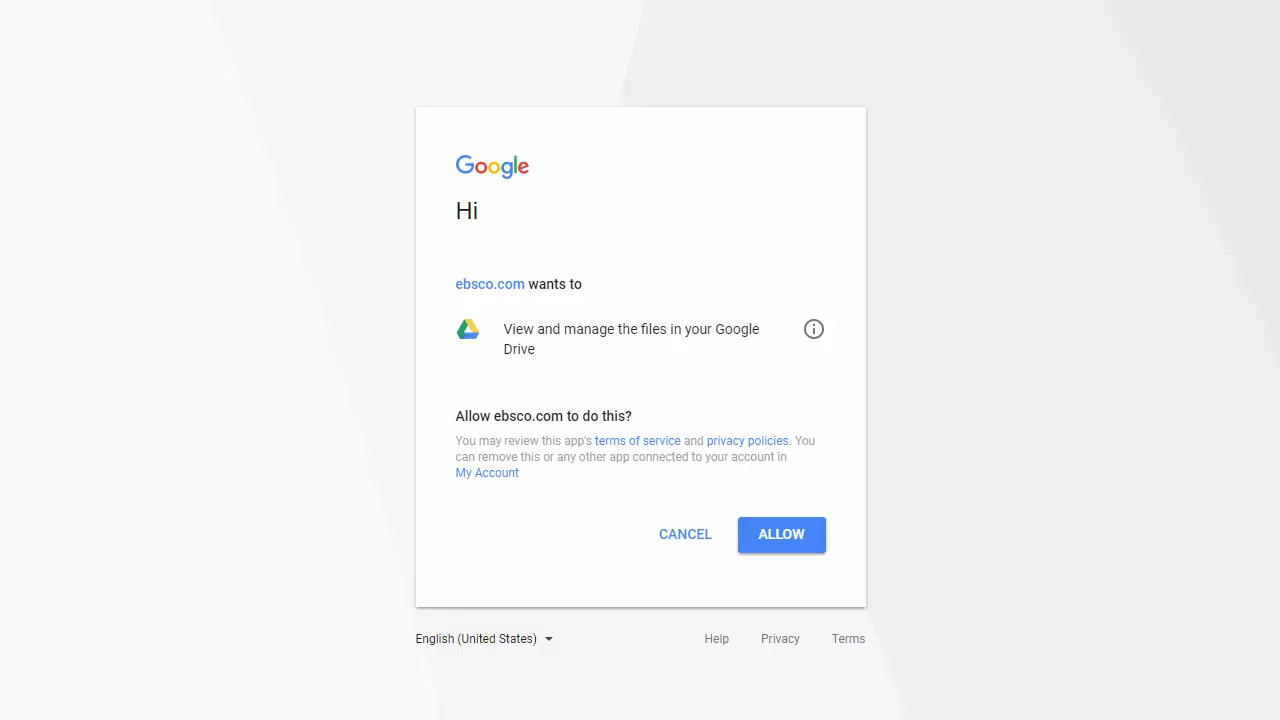 Google
Hi
ebsco.com wants to
View and manage the files in your Google
Drive
Allow ebsco.com to do this?
You may review this app's terms of service and privacy policies. You
can remove this or any other app connected to your account in
My Account
CANCEL
ALLOW
English (United States)
Help
Privacy
Terms